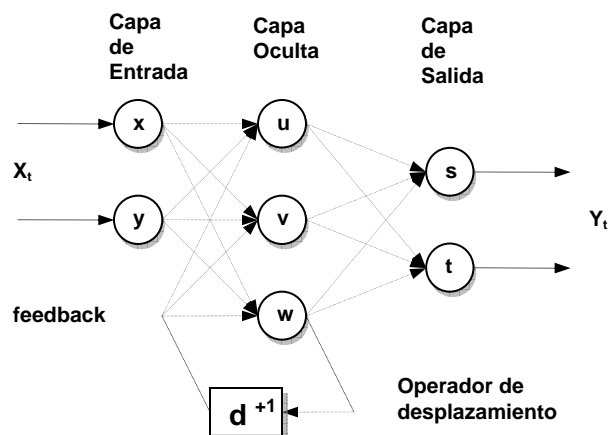 Capa
de
Entrada
Capa
Oculta
Capa
de
Salida
x
u
s
X_t
y
v
Y_t
t
feedback
w
d +1
Operador de
desplazamiento